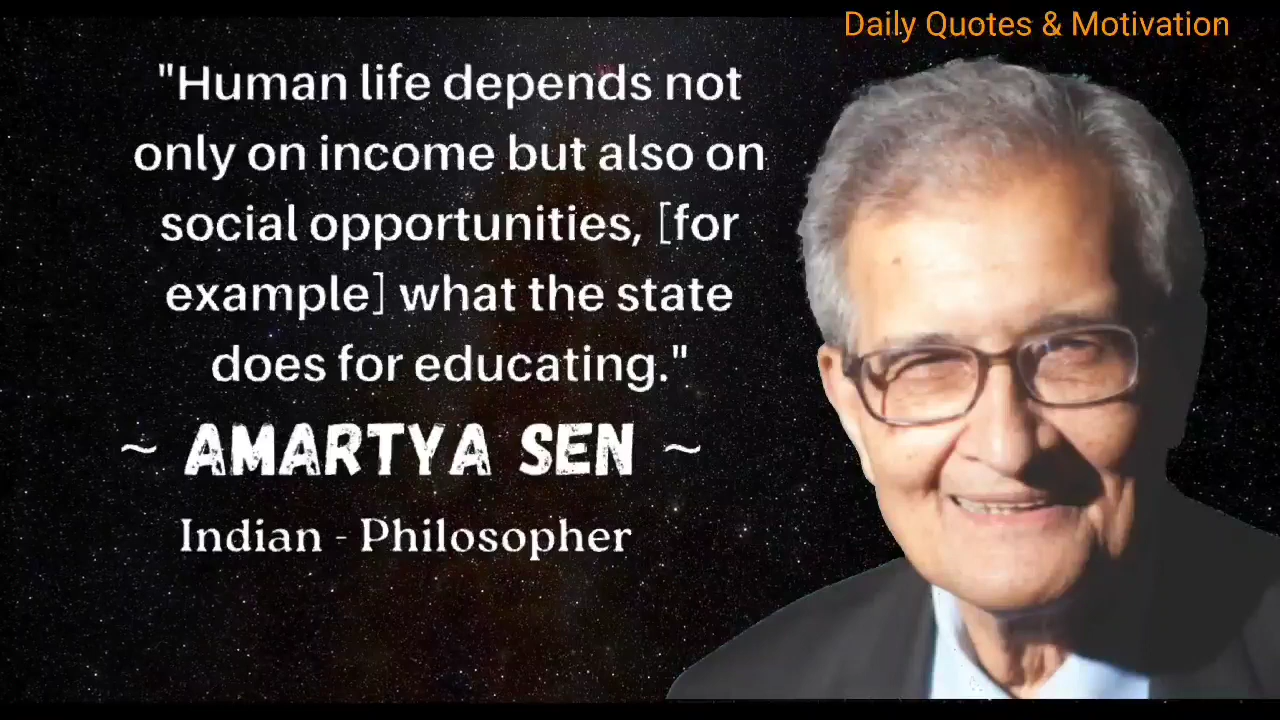 Daily Quotes & Motivation
"Human life depends not
only on income but also on
social opportunities, [for
example] what the state
does for educating."
~ AMARTYA SEN ~
Indian - Philosopher